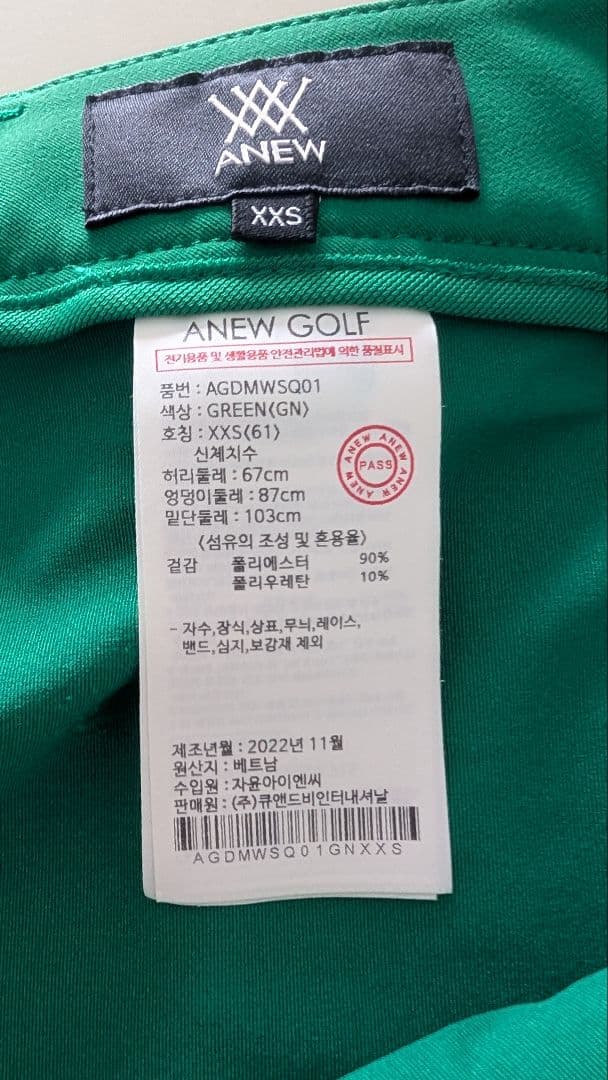 ANEW
XXS
ANEW GOLF
전기용품 및 생활용품 안전관리법에 의한 품질표시
품번 : AGDMWSQ01
색상 : GREEN(GN)
호칭 : XXS(61)
신체치수
허리둘레 : 67cm
엉덩이둘레 : 87cm
밑단둘레 : 103cm
ANEW ANEW ANEW ANEW
PASS
〈섬유의 조성 및 혼용율〉
겉감 폴리에스터 90%
폴리우레탄 10%
- 자수,장식,상표,무늬,레이스,
밴드,심지,보강재 제외
제조년월 : 2022년 11월
원산지 : 베트남
수입원 : 자윤아이엔씨
판매원 : (주)큐앤드비인터내셔날
AGDMWSQ01GNXXS